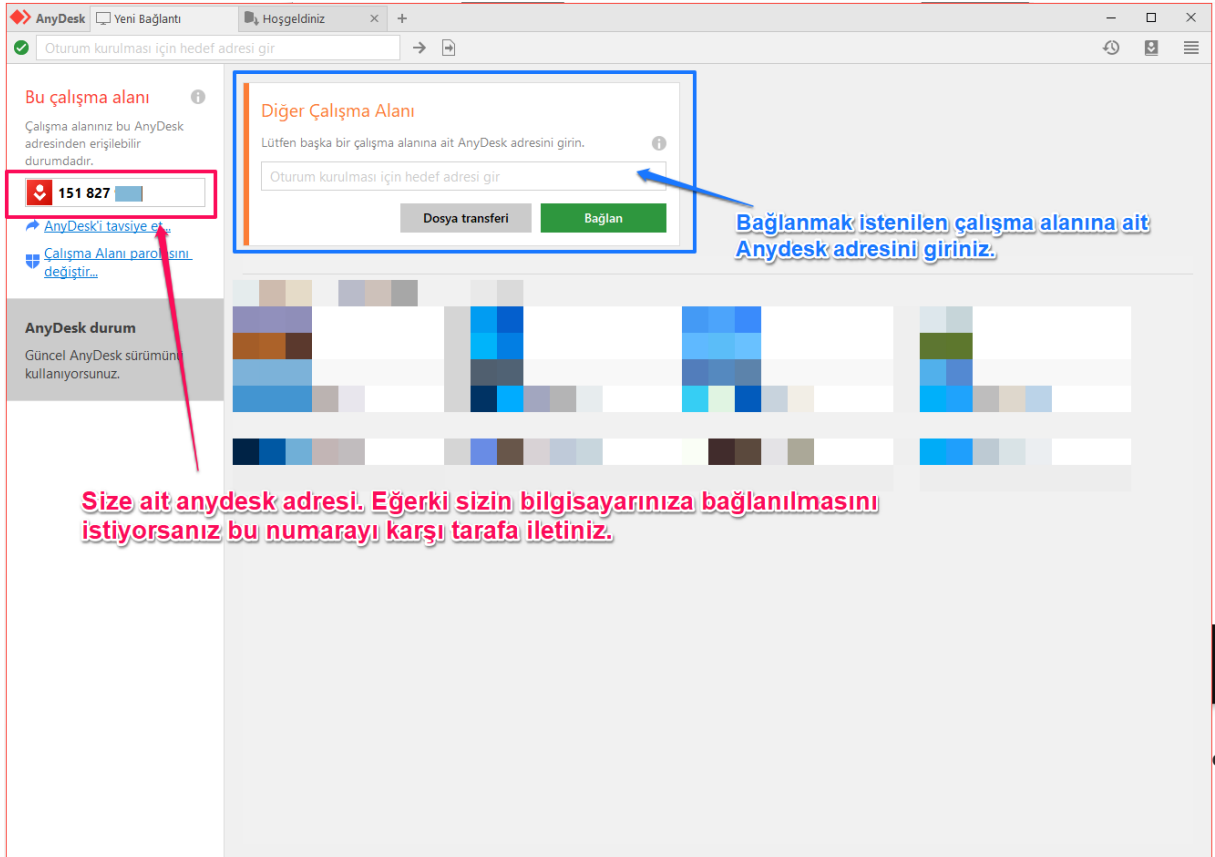 AnyDesk
Yeni Bağlantı
Hoşgeldiniz
Oturum kurulması için hedef adresi gir
Bu çalışma alanı
Çalışma alanınız bu AnyDesk
adresinden erişilebilir
durumdadır.
151 827
AnyDesk'i tavsiye et...
Çalışma Alanı parolasını
değiştir...
AnyDesk durum
Güncel AnyDesk sürümünü
kullanıyorsunuz.
Diğer Çalışma Alanı
Lütfen başka bir çalışma alanına ait AnyDesk adresini girin.
Oturum kurulması için hedef adresi gir
Dosya transferi
Bağlan
Bağlanmak istenilen çalışma alanına ait
Anydesk adresini giriniz.
Size ait anydesk adresi. Eğerki sizin bilgisayarınıza bağlanılmasını
istiyorsanız bu numarayı karşı tarafa iletiniz.